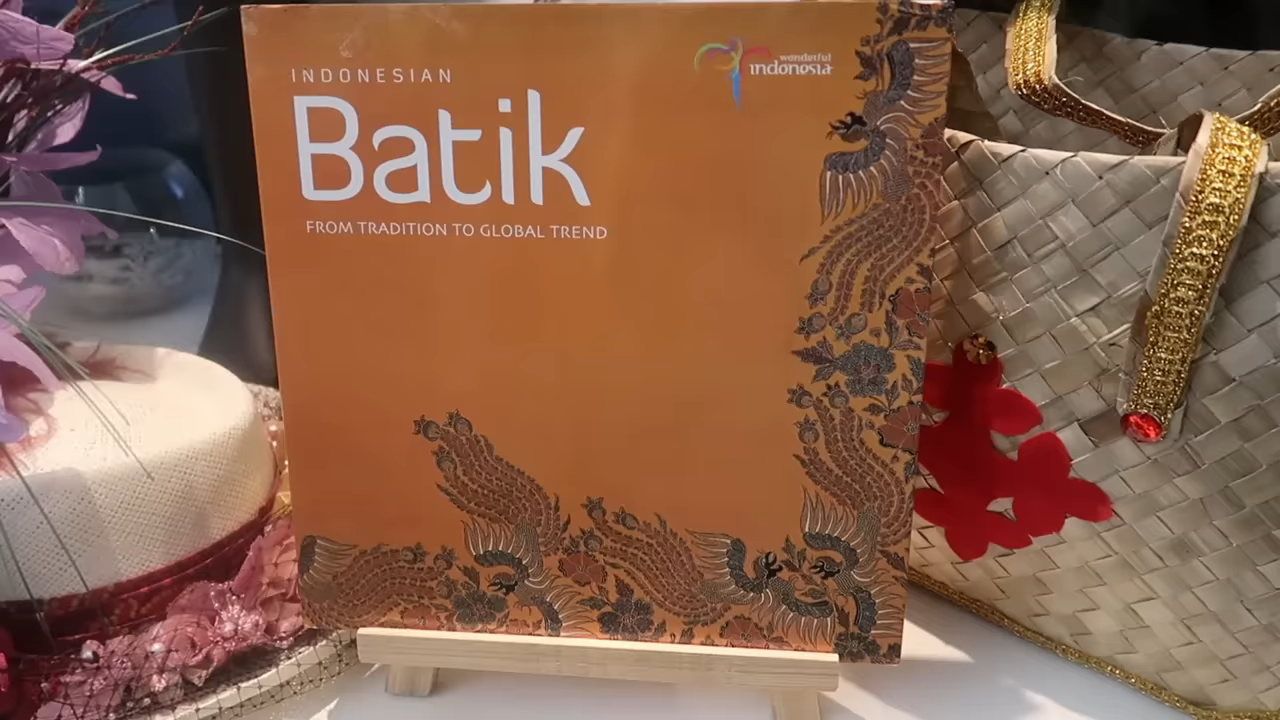 INDONESIAN
Batik
FROM TRADITION TO GLOBAL TREND
wonderful
indonesia